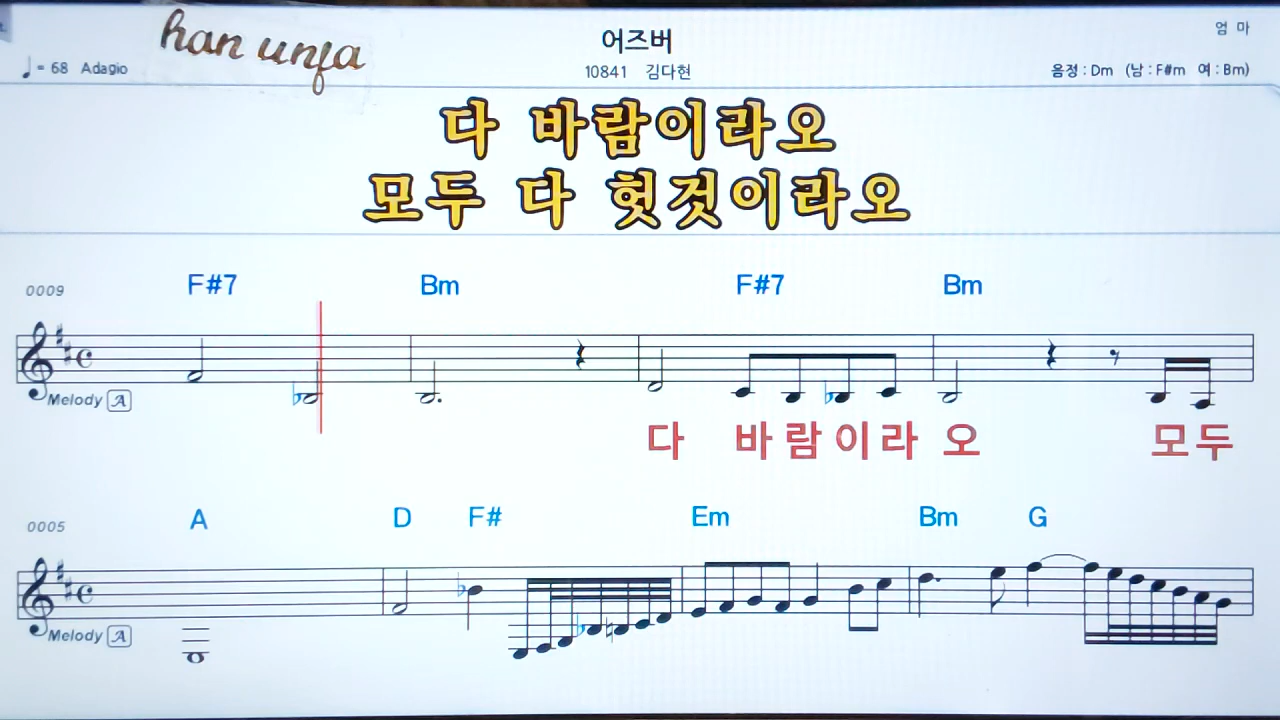 han unja
어즈버
엄 마
♩= 68 Adagio
10841 김다현
음정 : Dm (남 : F#m 여 : Bm)
다 바람이라오
모두 다 헛것이라오
0009
F#7 Bm F#7 Bm
Melody A
다 바 람 이 라 오 모 두
0005
A D F# Em Bm G
Melody A